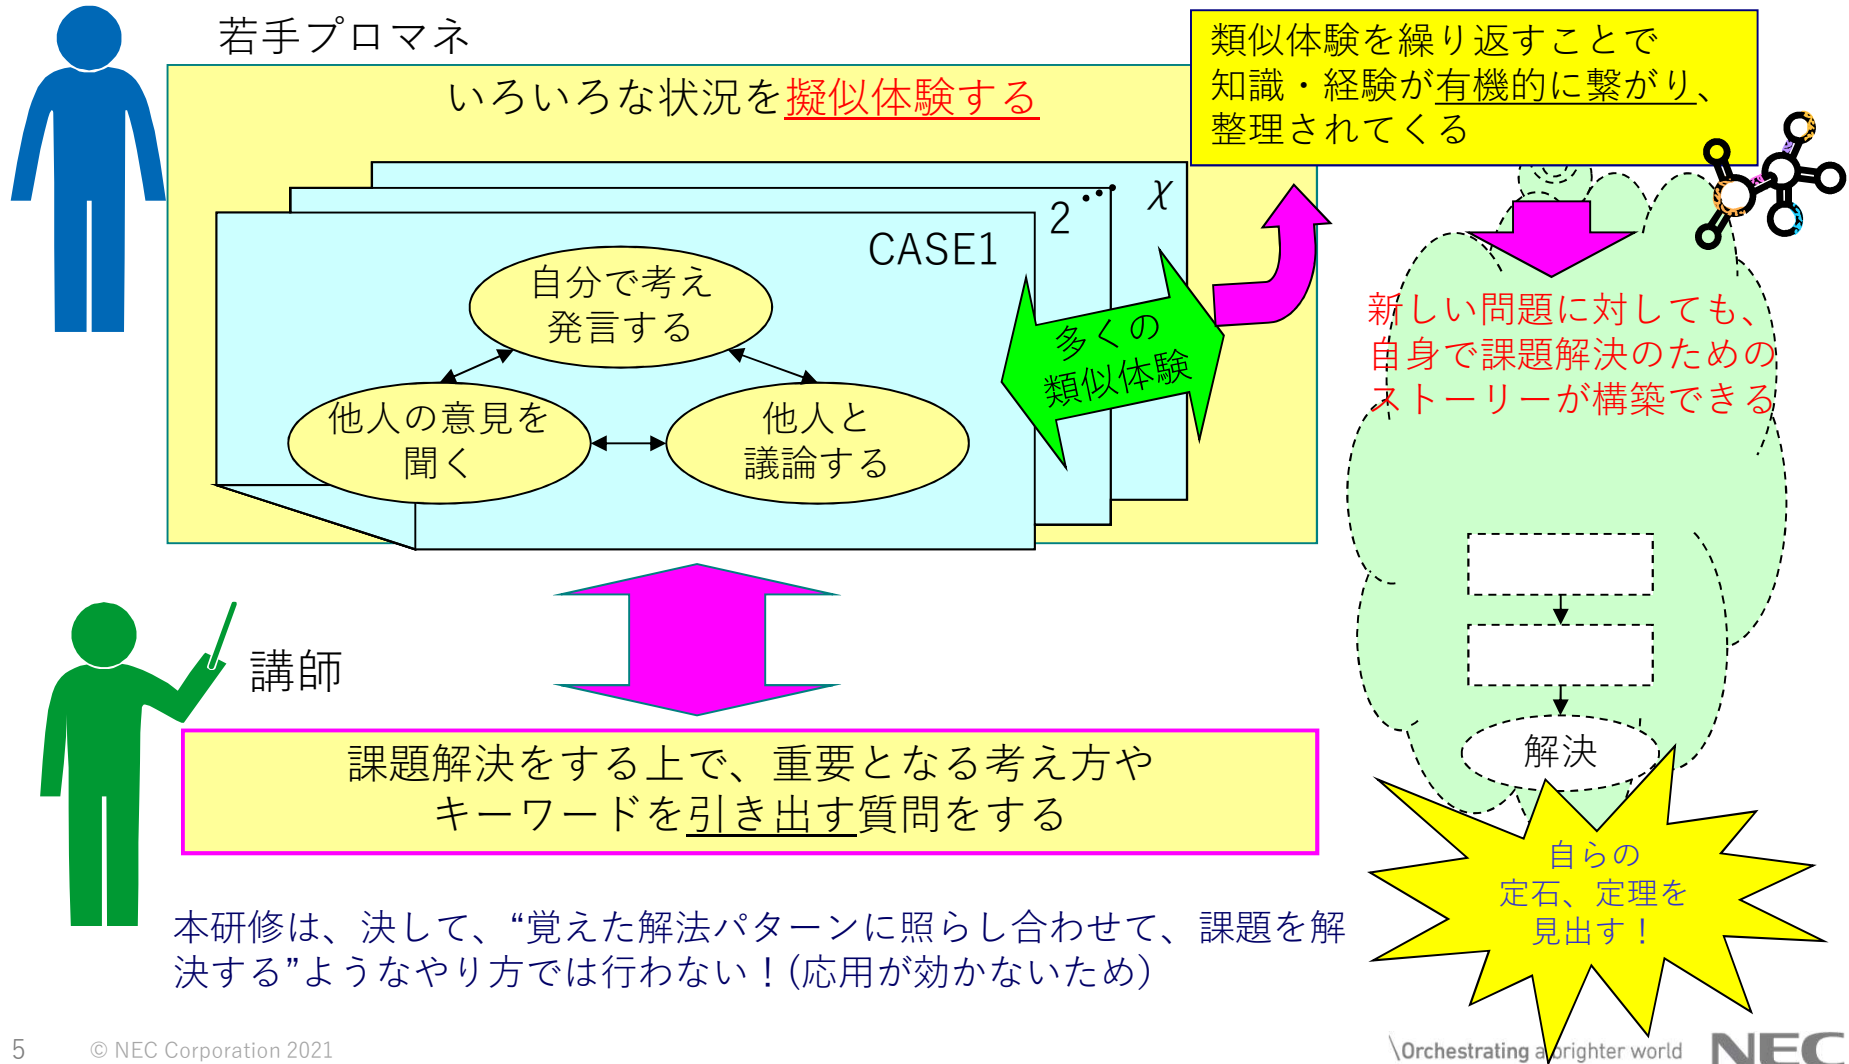 若手プロマネ
いろいろな状況を擬似体験する
類似体験を繰り返すことで
知識・経験が有機的に繋がり、
整理されてくる
CASE1
2
χ
自分で考え
発言する
他人の意見を
聞く
他人と
議論する
多くの
類似体験
新しい問題に対しても、
自身で課題解決のための
ストーリーが構築できる
解決
自らの
定石、定理を
見出す！
講師
課題解決をする上で、重要となる考え方や
キーワードを引き出す質問をする
本研修は、決して、“覚えた解法パターンに照らし合わせて、課題を解
決する”ようなやり方では行わない！(応用が効かないため）
5
© NEC Corporation 2021
\Orchestrating a brighter world
NEC